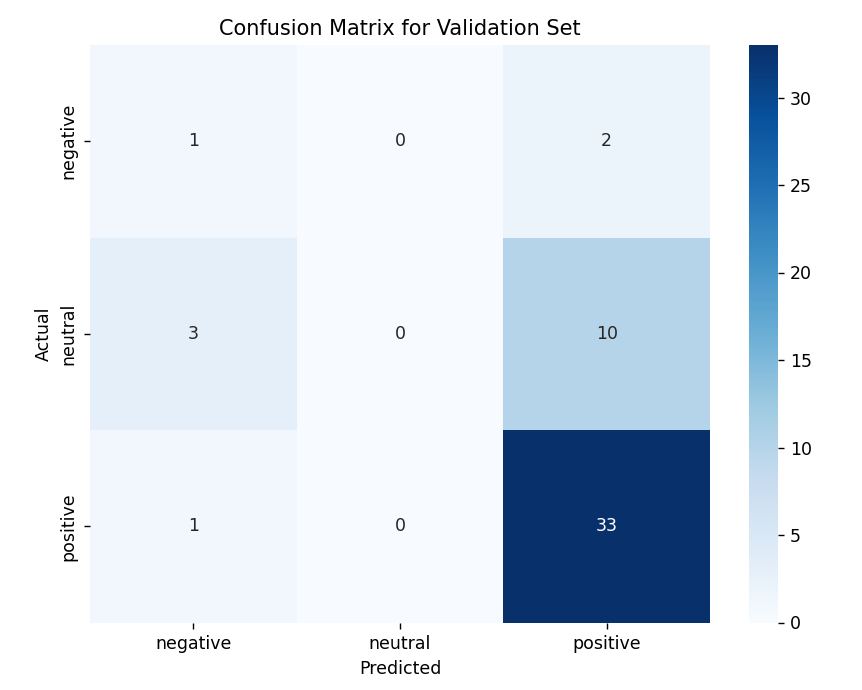 Confusion Matrix for Validation Set
negative
1 0 2
30
25
20
Actual
neutral
3 0 10
15
10
positive
1 0 33
5
0
negative neutral positive
Predicted